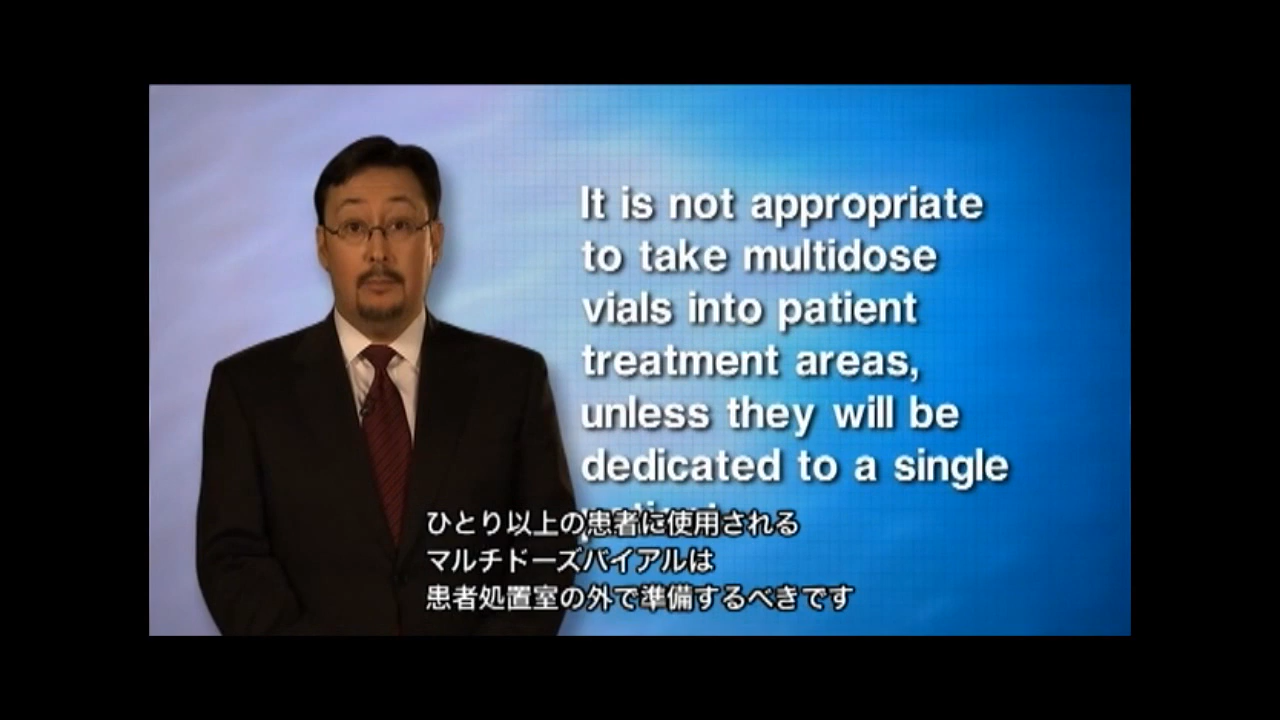 It is not appropriate
to take multidose
vials into patient
treatment areas,
unless they will be
dedicated to a single
ひとり以上の患者に使用される
マルチドーズバイアルは
患者処置室の外で準備するべきです